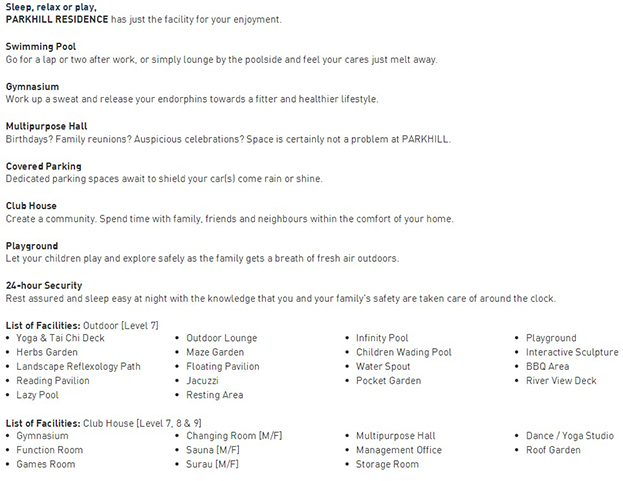 Sleep, relax or play,
PARKHILL RESIDENCE has just the facility for your enjoyment.
Swimming Pool
Go for a lap or two after work, or simply lounge by the poolside and feel your cares just melt away.
Gymnasium
Work up a sweat and release your endorphins towards a fitter and healthier lifestyle.
Multipurpose Hall
Birthdays? Family reunions? Auspicious celebrations? Space is certainly not a problem at PARKHILL.
Covered Parking
Dedicated parking spaces await to shield your car(s) come rain or shine.
Club House
Create a community. Spend time with family, friends and neighbours within the comfort of your home.
Playground
Let your children play and explore safely as the family gets a breath of fresh air outdoors.
24-hour Security
Rest assured and sleep easy at night with the knowledge that you and your family's safety are taken care of around the clock.
List of Facilities: Outdoor [Level 7]
• Yoga & Tai Chi Deck • Outdoor Lounge • Infinity Pool • Playground
• Herbs Garden • Maze Garden • Children Wading Pool • Interactive Sculpture
• Landscape Reflexology Path • Floating Pavilion • Water Spout • BBQ Area
• Reading Pavilion • Jacuzzi • Pocket Garden • River View Deck
• Lazy Pool • Resting Area
List of Facilities: Club House [Level 7, 8 & 9]
• Gymnasium • Changing Room [M/F] • Multipurpose Hall • Dance / Yoga Studio
• Function Room • Sauna [M/F] • Management Office • Roof Garden
• Games Room • Surau [M/F] • Storage Room